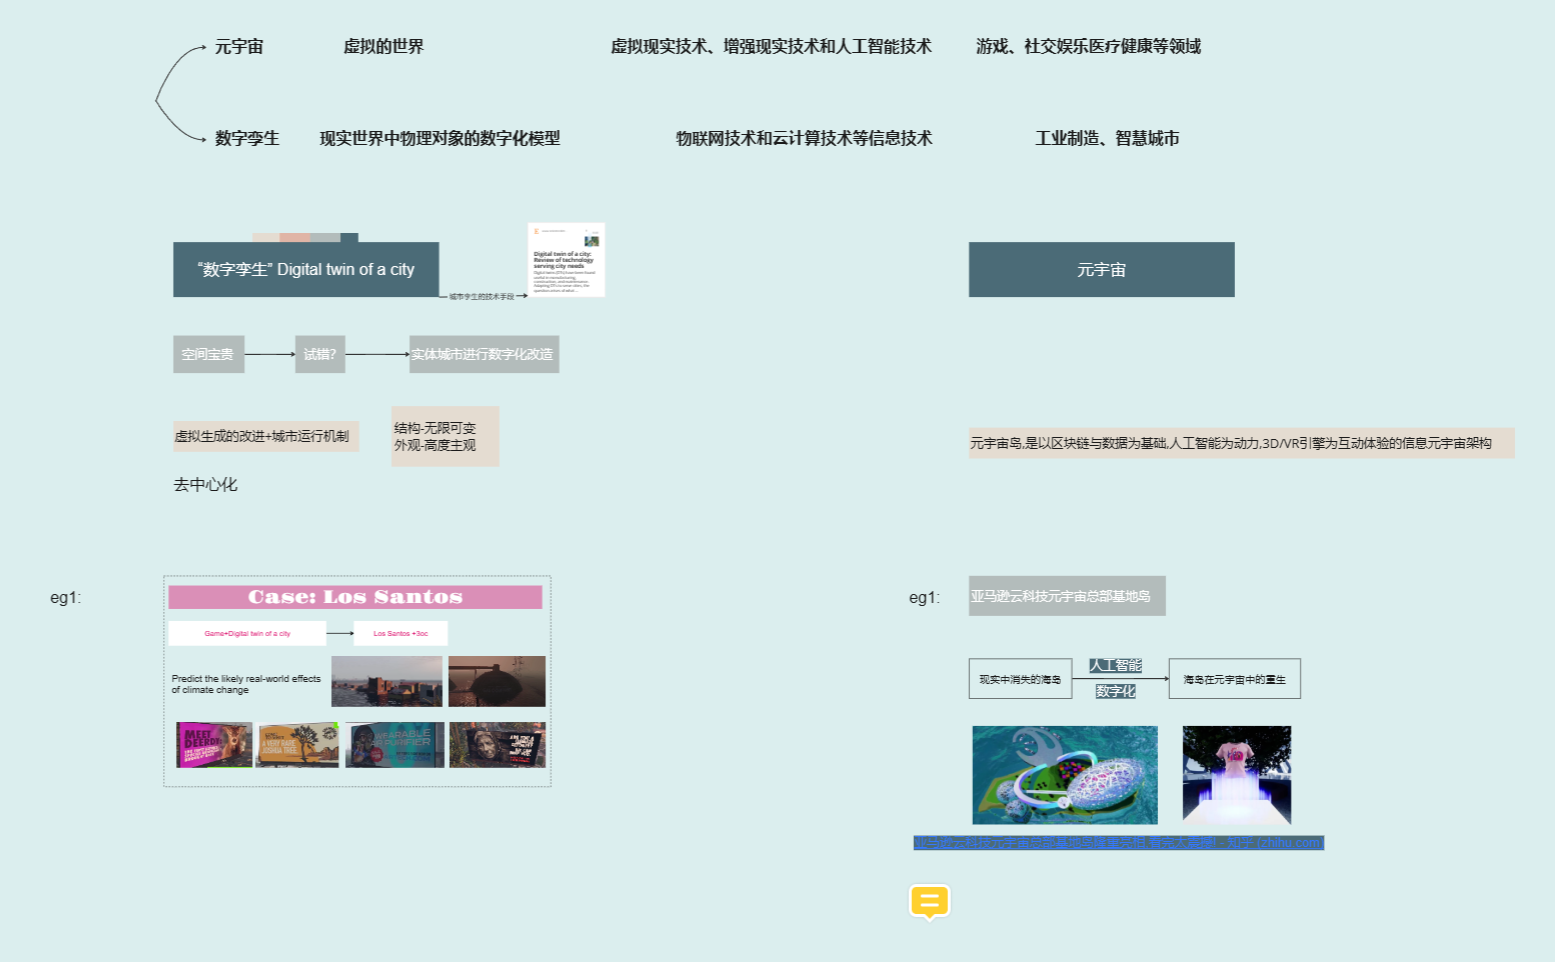 元宇宙 虚拟的世界 虚拟现实技术、增强现实技术和人工智能技术 游戏、社交娱乐医疗健康等领域
数字孪生 现实世界中物理对象的数字化模型 物联网技术和云计算技术等信息技术 工业制造、智慧城市
“数字孪生” Digital twin of a city
城市孪生的技术手段
Digital twin of a city:
Review of technology
serving city needs
元宇宙
空间宝贵
试错？
实体城市进行数字化改造
虚拟生成的改进+城市运行机制
结构-无限可变
外观-高度主观
去中心化
元宇宙岛,是以区块链与数据为基础,人工智能为动力,3D/VR引擎为互动体验的信息元宇宙架构
eg1:
Case: Los Santos
Game+Digital twin of a city
Los Santos +3oc
Predict the likely real-world effects
of climate change
MEET
A VERY RARE
JOSHUA TREE
WEARABLE
PURIFIER
eg1:
亚马逊云科技元宇宙总部基地岛
现实中消失的海岛
人工智能
数字化
海岛在元宇宙中的重生
知乎 (zhihu.com)